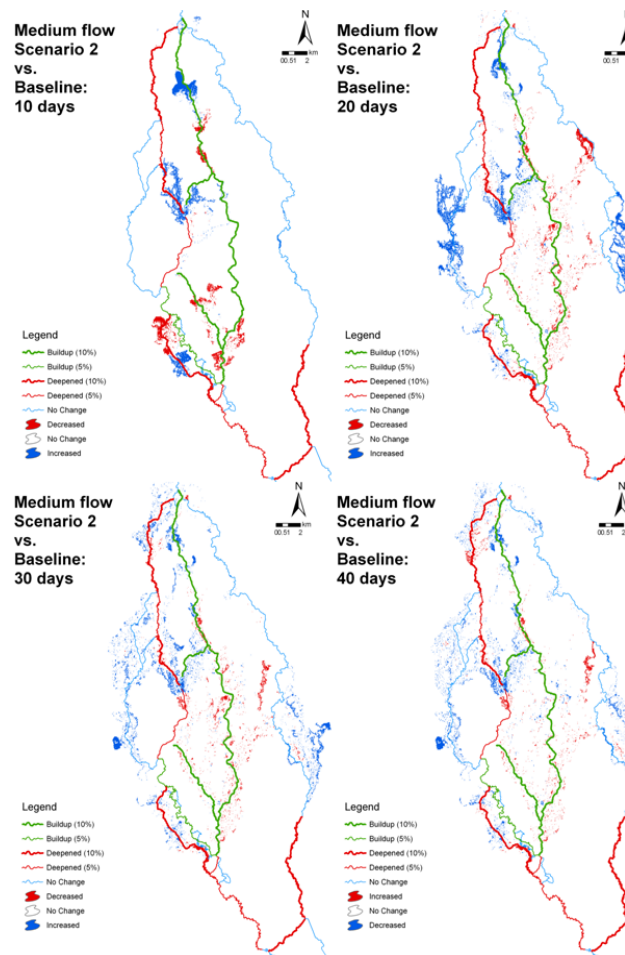 Medium flow
Scenario 2
vs.
Baseline:
10 days
N
00.51 2
km
Legend
Buildup (10%)
Buildup (5%)
Deepened (10%)
Deepened (5%)
No Change
Decreased
No Change
Increased
Medium flow
Scenario 2
vs.
Baseline:
20 days
N
00.51 2
Legend
Buildup (10%)
Buildup (5%)
Deepened (10%)
Deepened (5%)
No Change
Decreased
No Change
Increased
Medium flow
Scenario 2
vs.
Baseline:
30 days
N
00.51 2
km
Legend
Buildup (10%)
Buildup (5%)
Deepened (10%)
Deepened (5%)
No Change
Decreased
No Change
Increased
Medium flow
Scenario 2
vs.
Baseline:
40 days
N
00.51 2
Legend
Buildup (10%)
Buildup (5%)
Deepened (10%)
Deepened (5%)
No Change
Increased
No Change
Decreased